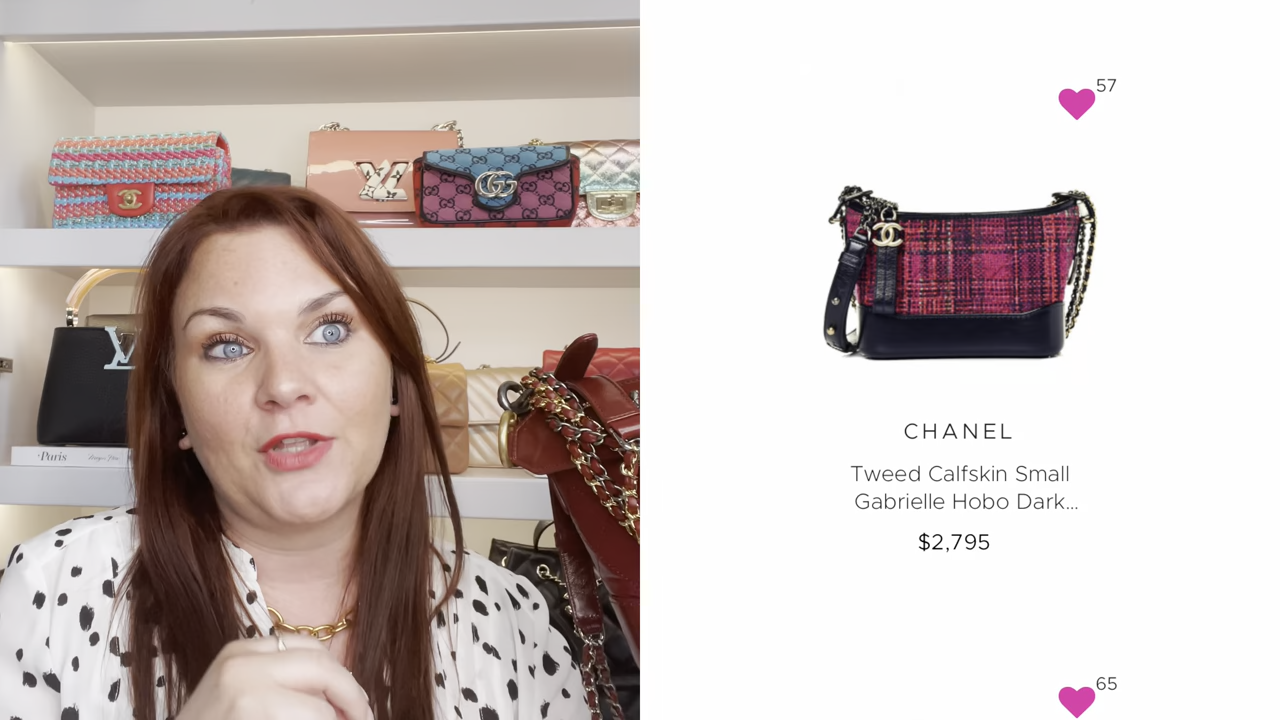 Paris
57
CHANEL
Tweed Calfskin Small
Gabrielle Hobo Dark...
$2,795
65